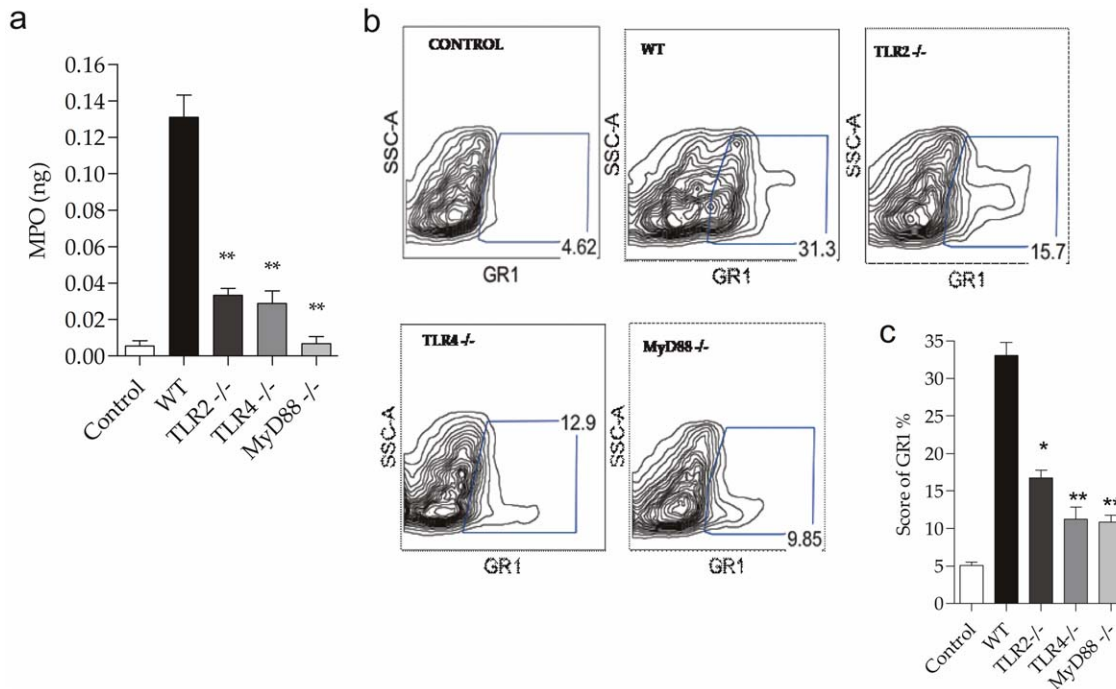 a
MPO (ng)
0.16
0.14
0.12
0.10
0.08
0.06
0.04
0.02
0.00
**
**
**
Control
WT
TLR2 -/-
TLR4 -/-
MyD88 -/-
b
CONTROL
SSC-A
4.62
GR1
WT
SSC-A
31.3
GR1
TLR2 -/-
SSC-A
15.7
GR1
TLR4 -/-
SSC-A
12.9
GR1
MyD88 -/-
SSC-A
9.85
GR1
c
Score of GR1 %
35
30
25
20
15
10
5
0
*
**
**
Control
WT
TLR2-/-
TLR4-/-
MyD88-/-